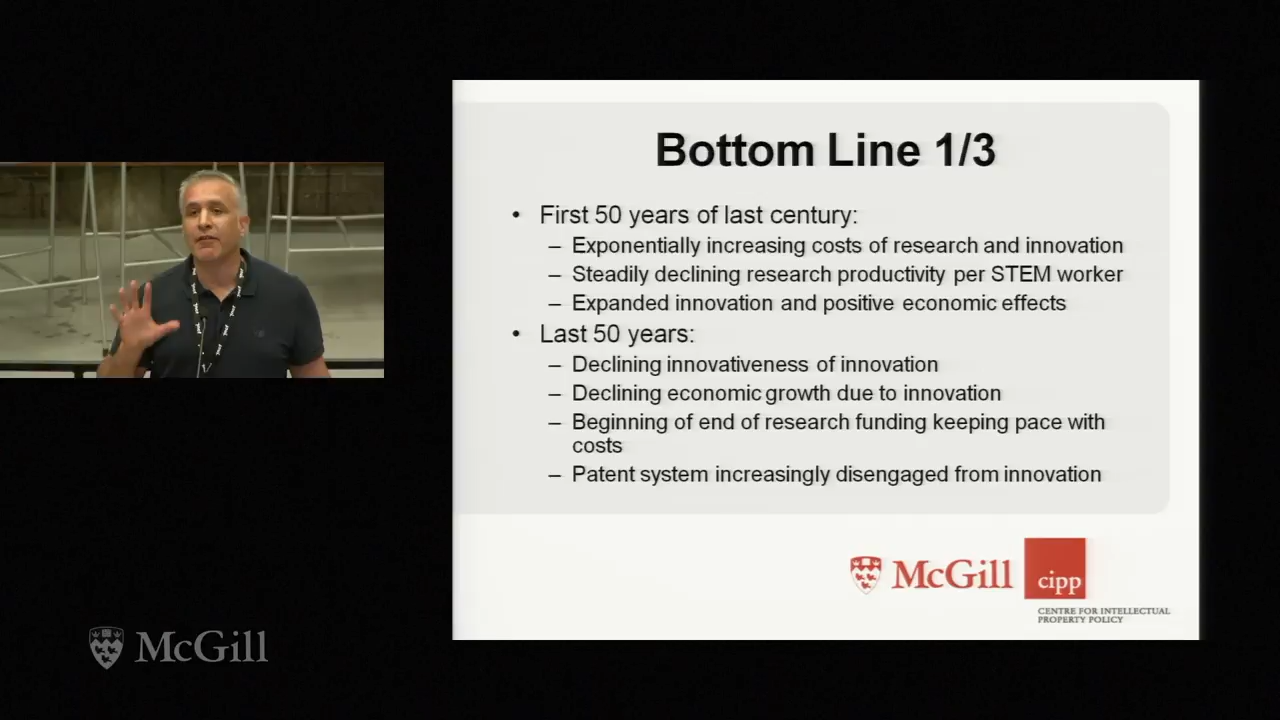 Bottom Line 1/3
• First 50 years of last century:
– Exponentially increasing costs of research and innovation
– Steadily declining research productivity per STEM worker
– Expanded innovation and positive economic effects
• Last 50 years:
– Declining innovativeness of innovation
– Declining economic growth due to innovation
– Beginning of end of research funding keeping pace with
costs
– Patent system increasingly disengaged from innovation
McGill
cipp
CENTRE FOR INTELLECTUAL
PROPERTY POLICY
McGill